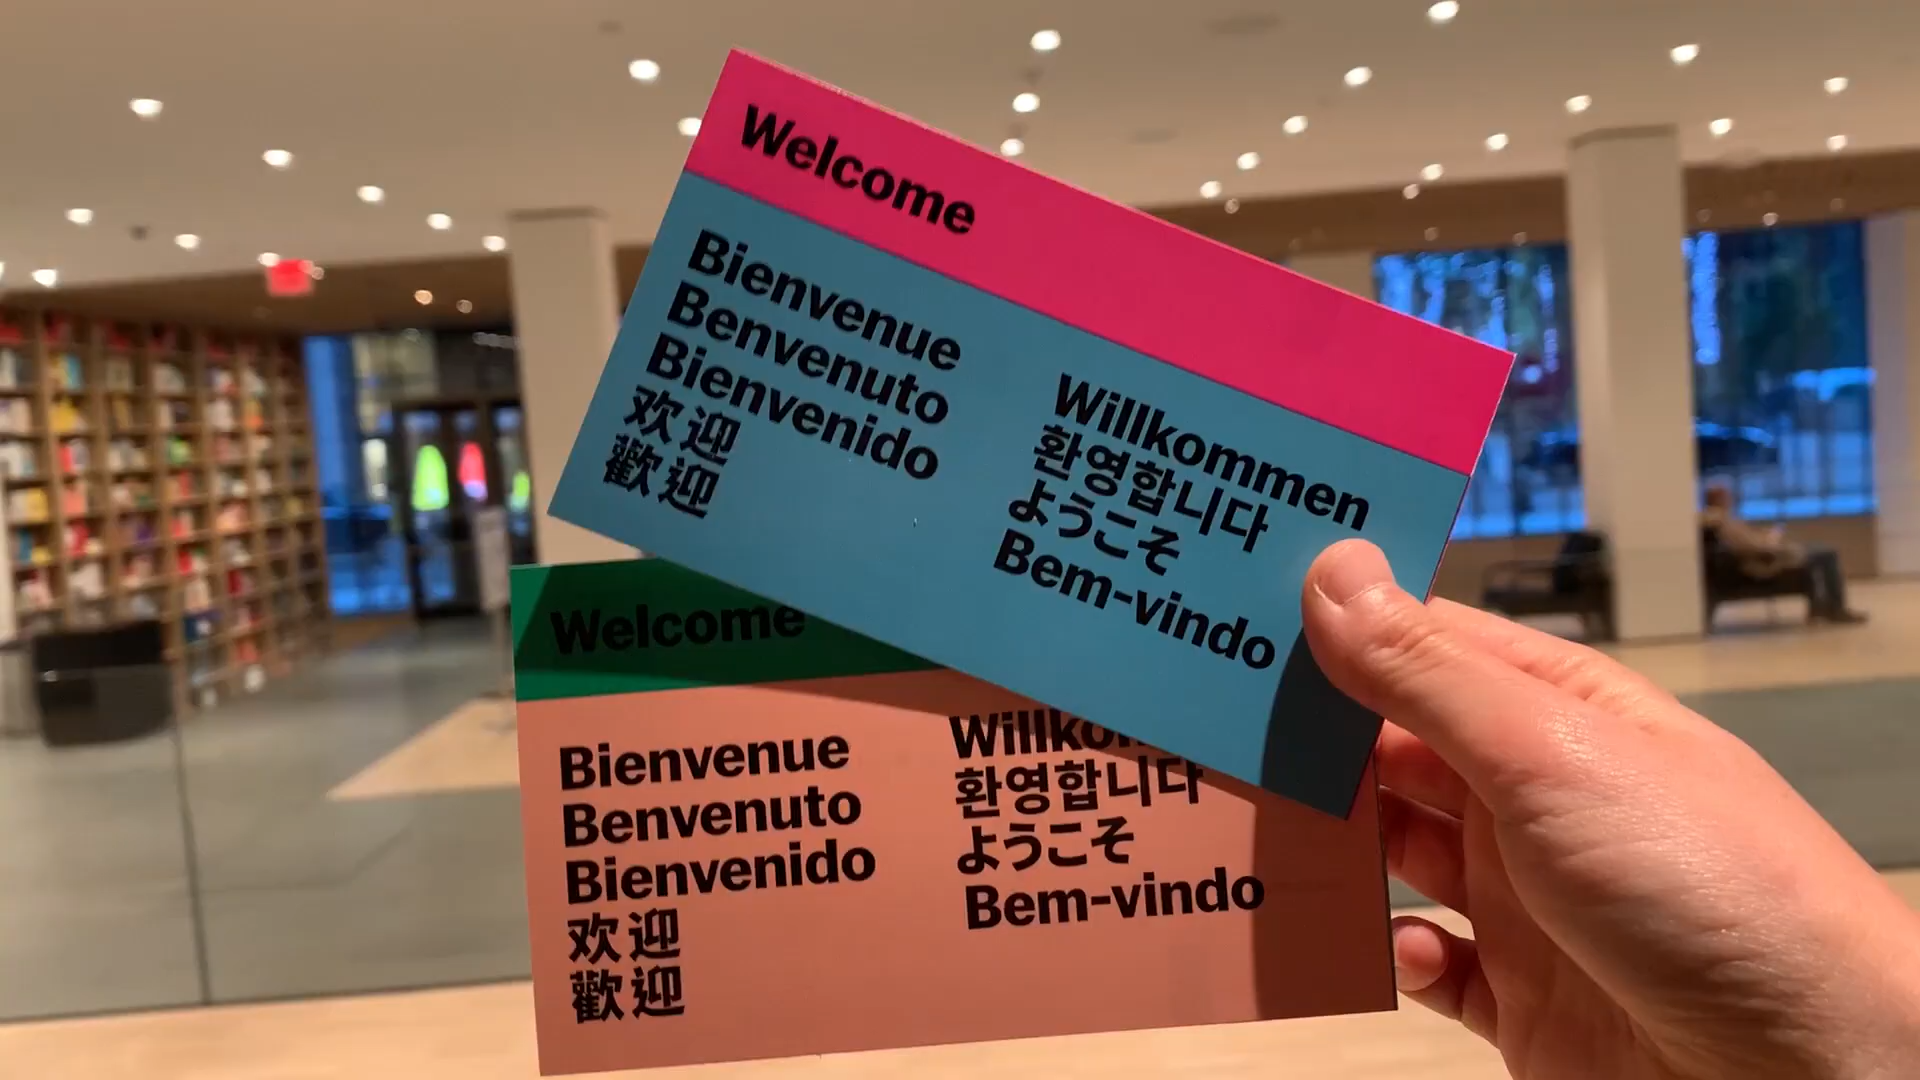 Welcome
Bienvenue
Benvenuto
Bienvenido
欢迎
歡迎
Willkommen
환영합니다
ようこそ
Bem-vindo
Welcome
Bienvenue
Benvenuto
Bienvenido
欢迎
歡迎
Willko
환영합니다
ようこそ
Bem-vindo